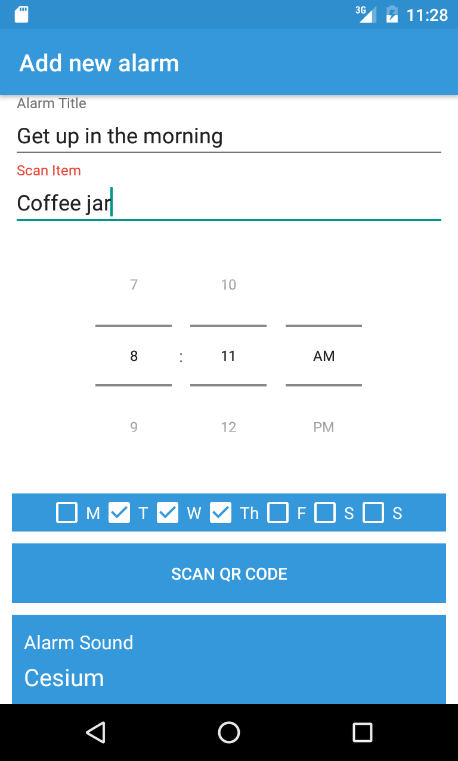 3G 11:28
Add new alarm
Alarm Title
Get up in the morning
Scan Item
Coffee jar
7 10
8 : 11 AM
9 12 PM
M T W Th F S S
SCAN QR CODE
Alarm Sound
Cesium